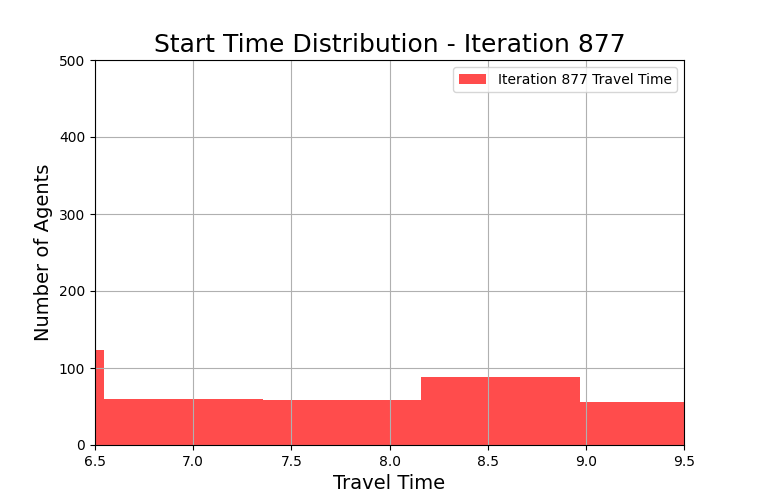 Start Time Distribution - Iteration 877
500
400
300
200
100
0
Number of Agents
Iteration 877 Travel Time
6.5 7.0 7.5 8.0 8.5 9.0 9.5
Travel Time